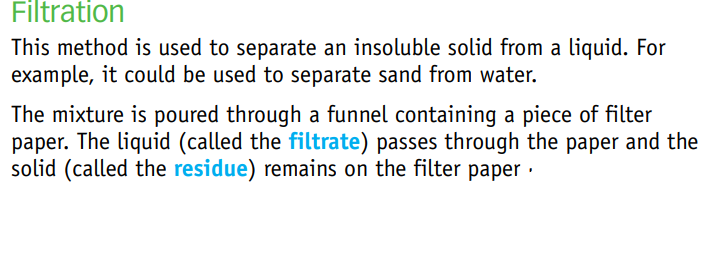 Filtration
This method is used to separate an insoluble solid from a liquid. For
example, it could be used to separate sand from water.
The mixture is poured through a funnel containing a piece of filter
paper. The liquid (called the filtrate) passes through the paper and the
solid (called the residue) remains on the filter paper .